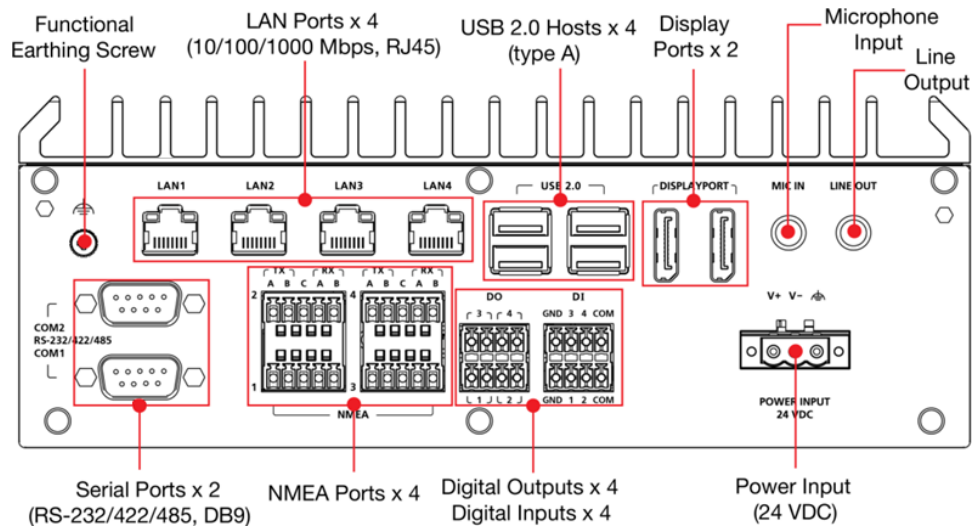 Functional
Earthing Screw
LAN Ports x 4
(10/100/1000 Mbps, RJ45)
USB 2.0 Hosts x 4
(type A)
Display
Ports x 2
Microphone
Input
Line
Output
LAN1 LAN2 LAN3 LAN4
USB 2.0
DISPLAYPORT
MIC IN
LINE OUT
TX RX TX RX
A B C A B A B C A B
2 4
1 3
NMEA
COM2
RS-232/422/485
COM1
DO DI
3 4 GND 3 4 COM
1 2 GND 1 2 COM
V+ V-
POWER INPUT
24 VDC
Serial Ports x 2
(RS-232/422/485, DB9)
NMEA Ports x 4
Digital Outputs x 4
Digital Inputs x 4
Power Input
(24 VDC)